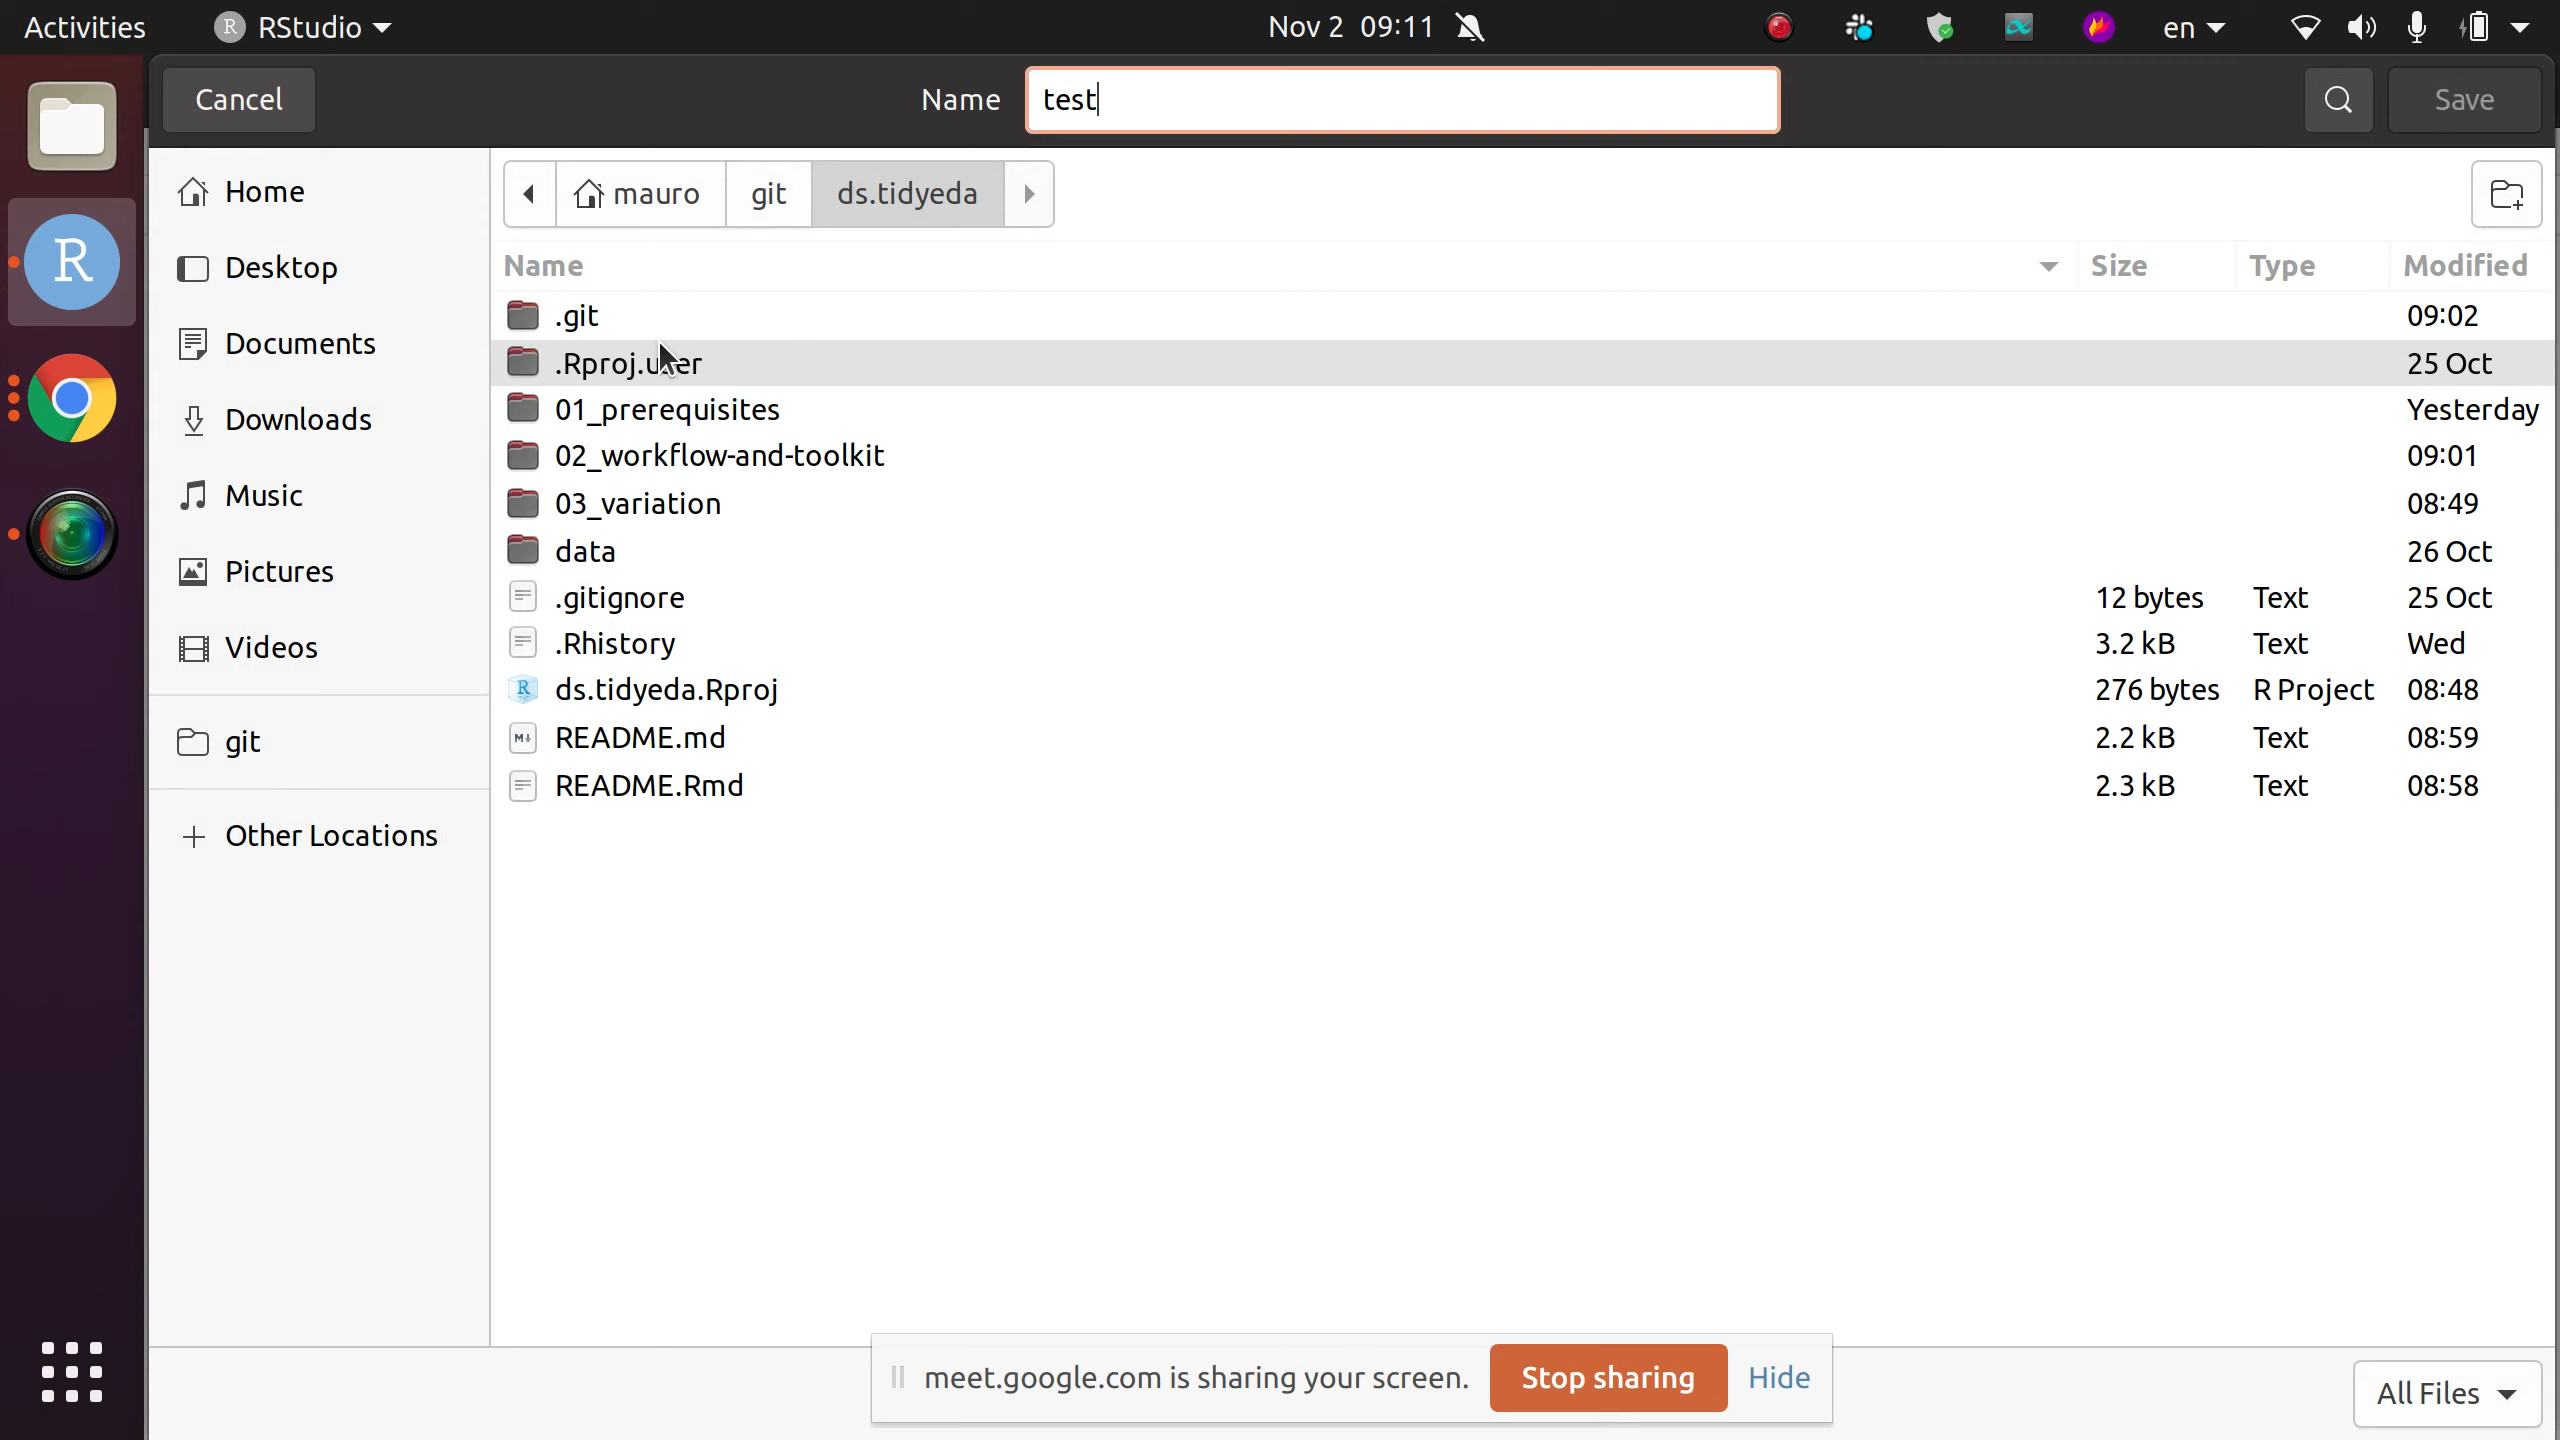 Activities RStudio Nov 2 09:11 en
Cancel Name test Save
Home
Desktop
Documents
Downloads
Music
Pictures
Videos
git
Other Locations
mauro git ds.tidyeda
Name Size Type Modified
.git 09:02
.Rproj.user 25 Oct
01_prerequisites Yesterday
02_workflow-and-toolkit 09:01
03_variation 08:49
data 26 Oct
.gitignore 12 bytes Text 25 Oct
.Rhistory 3.2 kB Text Wed
ds.tidyeda.Rproj 276 bytes R Project 08:48
README.md 2.2 kB Text 08:59
README.Rmd 2.3 kB Text 08:58
meet.google.com is sharing your screen. Stop sharing Hide
All Files